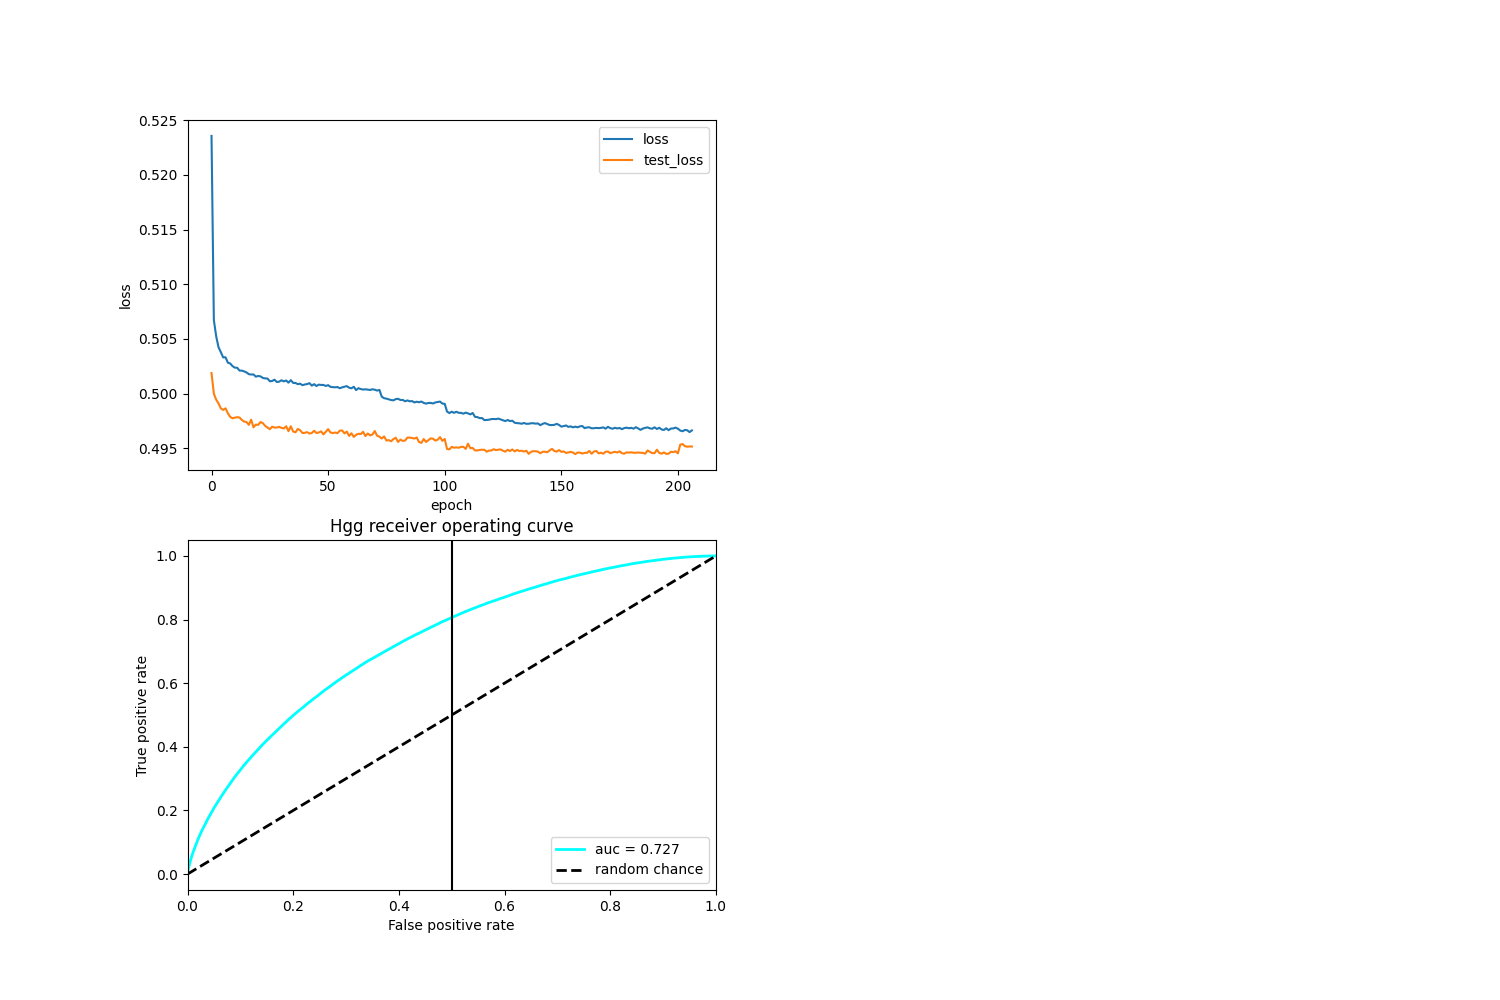 0.525
0.520
0.515
0.510
0.505
0.500
0.495
loss
loss
test_loss
0 50 100 150 200
epoch
Hgg receiver operating curve
1.0
0.8
0.6
0.4
0.2
0.0
True positive rate
auc = 0.727
random chance
0.0 0.2 0.4 0.6 0.8 1.0
False positive rate